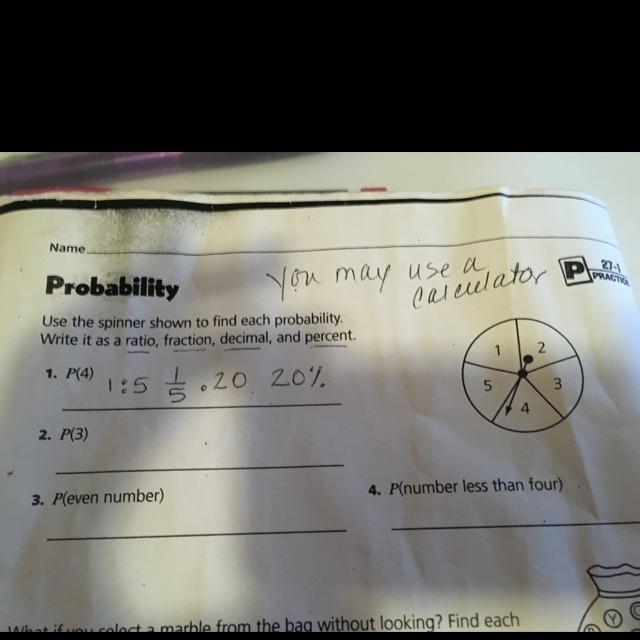 Name
Probability
you may use a
calculator
P 27-1
PRACTIC
Use the spinner shown to find each probability.
Write it as a ratio, fraction, decimal, and percent.
1. P(4) 1:5 1/5 .20 20%
2. P(3)
3. P(even number)
1
2
5
3
4
4. P(number less than four)
What if you select a marble from the bag without looking? Find each
Y